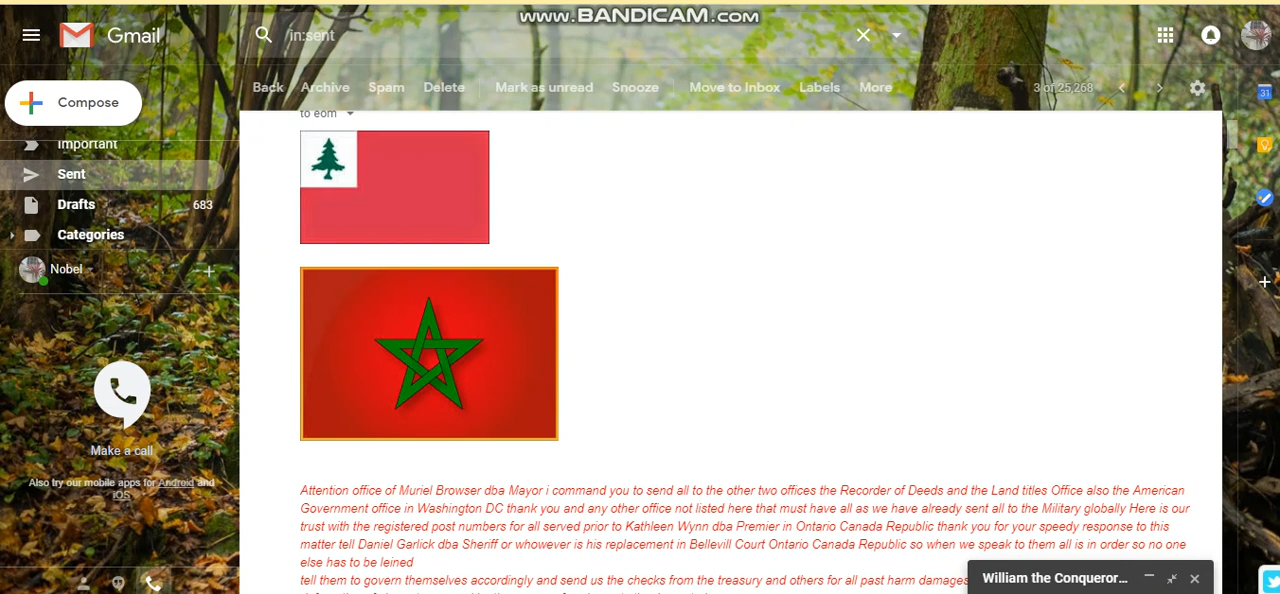 www.BANDICAM.com
Gmail
in:sent
Back Archive Spam Delete Mark as unread Snooze Move to Inbox Labels More 3 of 25,268
Compose
31
to eom
Important
Sent
Drafts 683
Categories
Nobel
Make a call
Also try our mobile apps for Android and
iOS
Attention office of Muriel Browser dba Mayor i command you to send all to the other two offices the Recorder of Deeds and the Land titles Office also the American
Government office in Washington DC thank you and any other office not listed here that must have all as we have already sent all to the Military globally Here is our
trust with the registered post numbers for all served prior to Kathleen Wynn dba Premier in Ontario Canada Republic thank you for your speedy response to this
matter tell Daniel Garlick dba Sheriff or whowever is his replacement in Bellevill Court Ontario Canada Republic so when we speak to them all is in order so no one
else has to be leined
tell them to govern themselves accordingly and send us the checks from the treasury and others for all past harm damages
William the Conqueror...